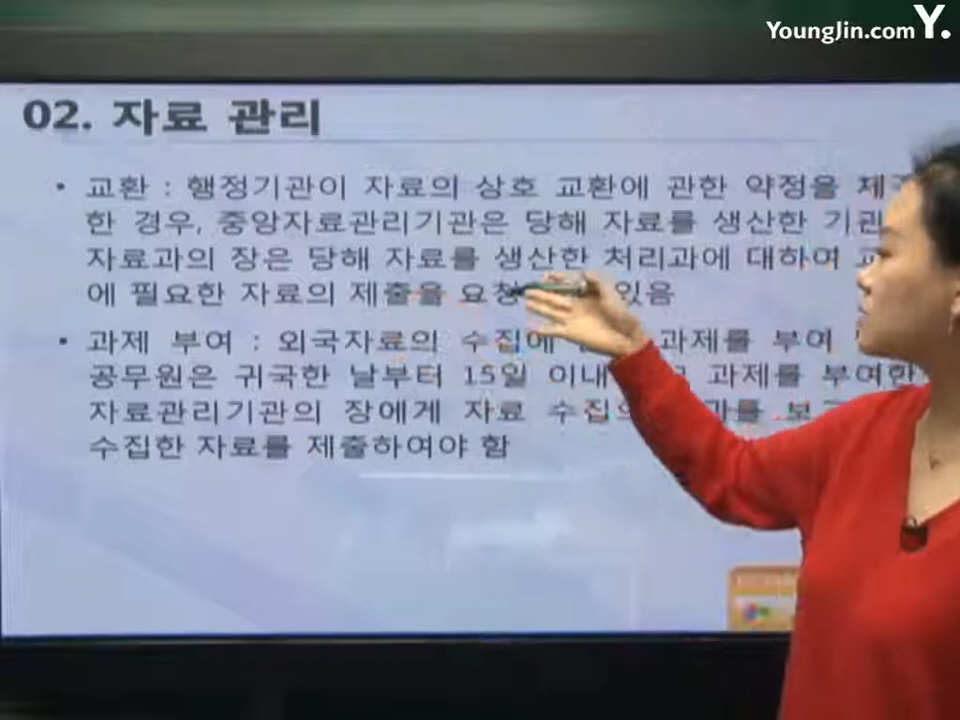 YoungJin.com Y.
02. 자료 관리
• 교환 : 행정기관이 자료의 상호 교환에 관한 약정을
한 경우, 중앙자료관리기관은 당해 자료를 생산한 기관
자료과의 장은 당해 자료를 생산한 처리과에 대하여
에 필요한 자료의 제출을 있음
• 과제 부여 : 외국자료의 수집에 과제를 부여
공무원은 귀국한 날부터 15일 이내 과제를 부여한
자료관리기관의 장에게 자료 수집
수집한 자료를 제출하여야 함